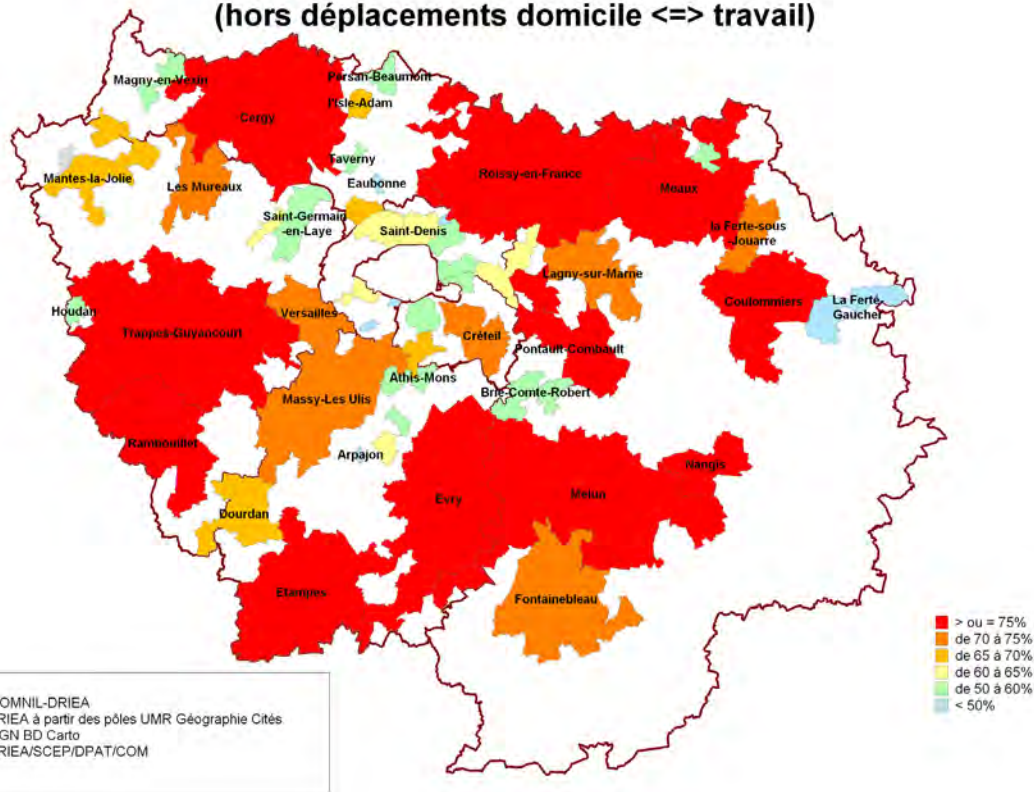 (hors déplacements domicile <=> travail)
Magny-en-Vexin
Persan-Beaumont
l'Isle-Adam
Cergy
Taverny
Roissy-en-France
Meaux
Mantes-la-Jolie
Les Mureaux
Eaubonne
Saint-Germain
-en-Laye
Saint-Denis
la Ferte-sous
-Jouarre
Lagny-sur-Marne
Coulommiers
La Ferté
Gaucher
Houdan
Trappes-Guyancourt
Versailles
Créteil
Pontault-Combault
Athis-Mons
Massy-Les Ulis
Brie-Comte-Robert
Rambouillet
Arpajon
Nangis
Evry
Melun
Dourdan
Etampes
Fontainebleau
> ou = 75%
de 70 à 75%
de 65 à 70%
de 60 à 65%
de 50 à 60%
< 50%
OMNIL-DRIEA
RIEA à partir des pôles UMR Géographie Cités
GN BD Carto
RIEA/SCEP/DPAT/COM